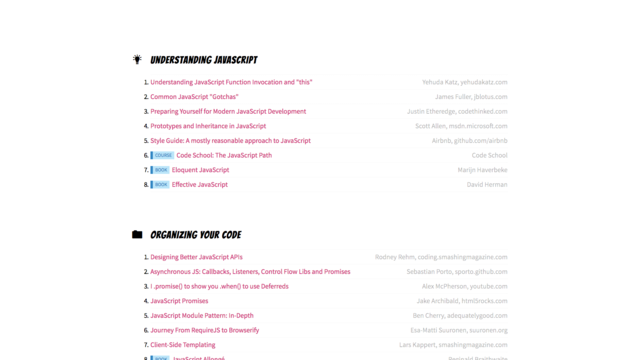 UNDERSTANDING JAVASCRIPT
1. Understanding JavaScript Function Invocation and "this" Yehuda Katz, yehudakatz.com
2. Common JavaScript "Gotchas" James Fuller, jblotus.com
3. Preparing Yourself for Modern JavaScript Development Justin Etheredge, codethinked.com
4. Prototypes and Inheritance in JavaScript Scott Allen, msdn.microsoft.com
5. Style Guide: A mostly reasonable approach to JavaScript Airbnb, github.com/airbnb
6. COURSE Code School: The JavaScript Path Code School
7. BOOK Eloquent JavaScript Marijn Haverbeke
8. BOOK Effective JavaScript David Herman
ORGANIZING YOUR CODE
1. Designing Better JavaScript APIs Rodney Rehm, coding.smashingmagazine.com
2. Asynchronous JS: Callbacks, Listeners, Control Flow Libs and Promises Sebastian Porto, sporto.github.com
3. I .promise() to show you .when() to use Deferreds Alex McPherson, youtube.com
4. JavaScript Promises Jake Archibald, html5rocks.com
5. JavaScript Module Pattern: In-Depth Ben Cherry, adequatelygood.com
6. Journey From RequireJS to Browserify Esa-Matti Suuronen, suuronen.org
7. Client-Side Templating Lars Kappert, smashingmagazine.com
8. BOOK JavaScript Allongé Reginald Braithwaite